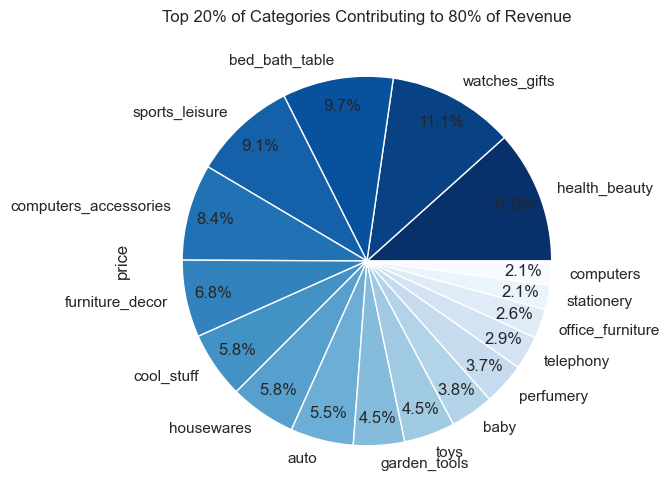 Top 20% of Categories Contributing to 80% of Revenue
bed_bath_table
watches_gifts
9.7%
11.1%
sports_leisure
9.1%
health_beauty
11.6%
computers_accessories
8.4%
price
2.1%
computers
6.8%
2.1%
stationery
furniture_decor
2.6%
office_furniture
5.8%
2.9%
telephony
cool_stuff
3.7%
perfumery
5.8%
3.8%
baby
housewares
5.5%
4.5%
4.5%
toys
auto
garden_tools